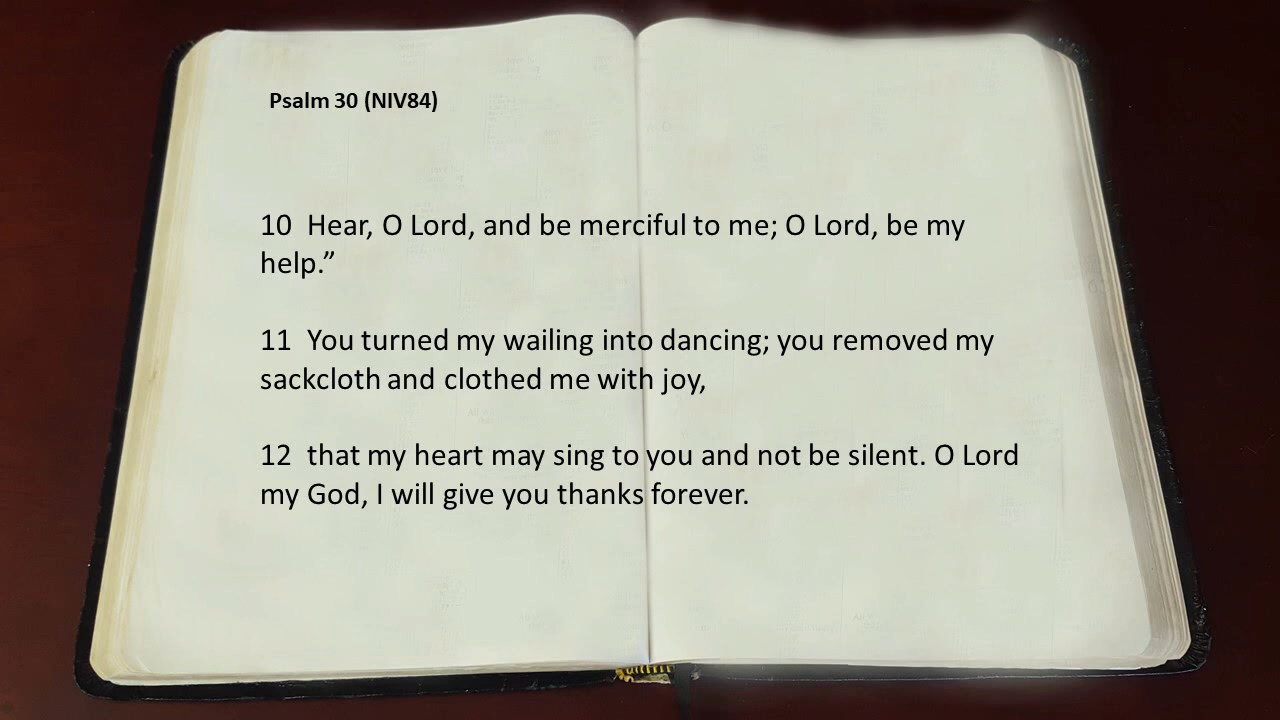 Psalm 30 (NIV84)
10 Hear, O Lord, and be merciful to me; O Lord, be my
help.”
11 You turned my wailing into dancing; you removed my
sackcloth and clothed me with joy,
12 that my heart may sing to you and not be silent. O Lord
my God, I will give you thanks forever.